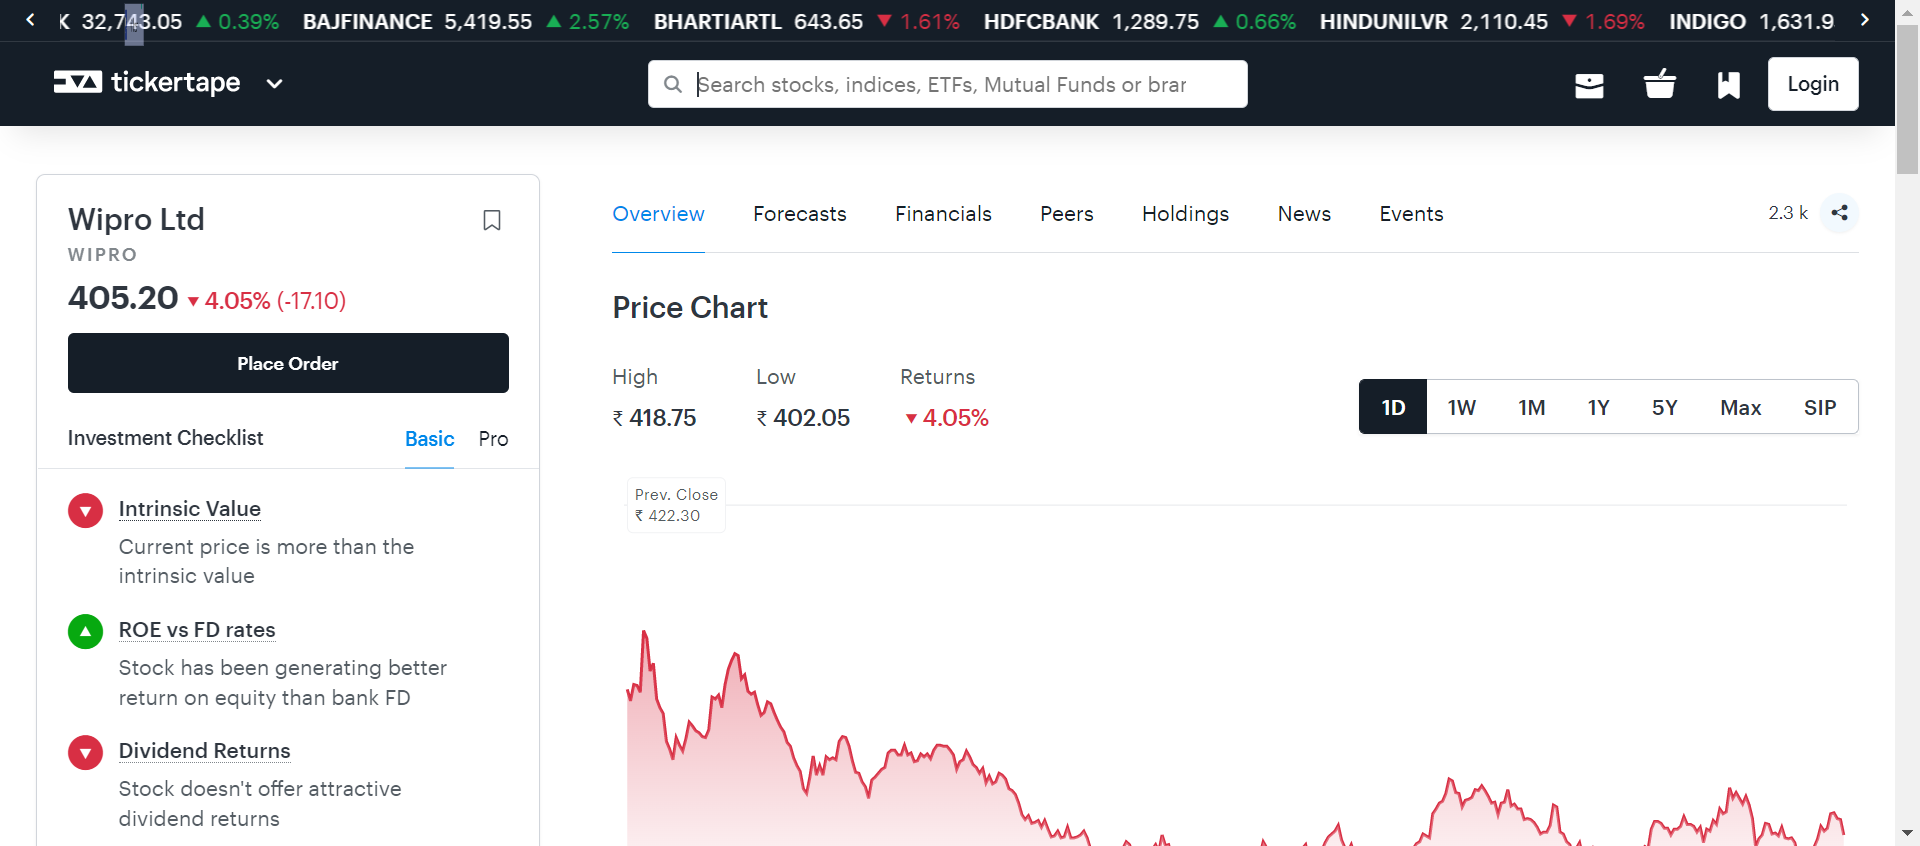 K 32,743.05 ▲ 0.39% BAJFINANCE 5,419.55 ▲ 2.57% BHARTIARTL 643.65 ▼ 1.61% HDFCBANK 1,289.75 ▲ 0.66% HINDUNILVR 2,110.45 ▼ 1.69% INDIGO 1,631.9
tickertape
Search stocks, indices, ETFs, Mutual Funds or brar
Login
Wipro Ltd
WIPRO
405.20 ▼ 4.05% (-17.10)
Place Order
Investment Checklist Basic Pro
Intrinsic Value
Current price is more than the
intrinsic value
ROE vs FD rates
Stock has been generating better
return on equity than bank FD
Dividend Returns
Stock doesn't offer attractive
dividend returns
Overview Forecasts Financials Peers Holdings News Events 2.3 k
Price Chart
High Low Returns
₹ 418.75 ₹ 402.05 ▼ 4.05%
1D 1W 1M 1Y 5Y Max SIP
Prev. Close
₹ 422.30